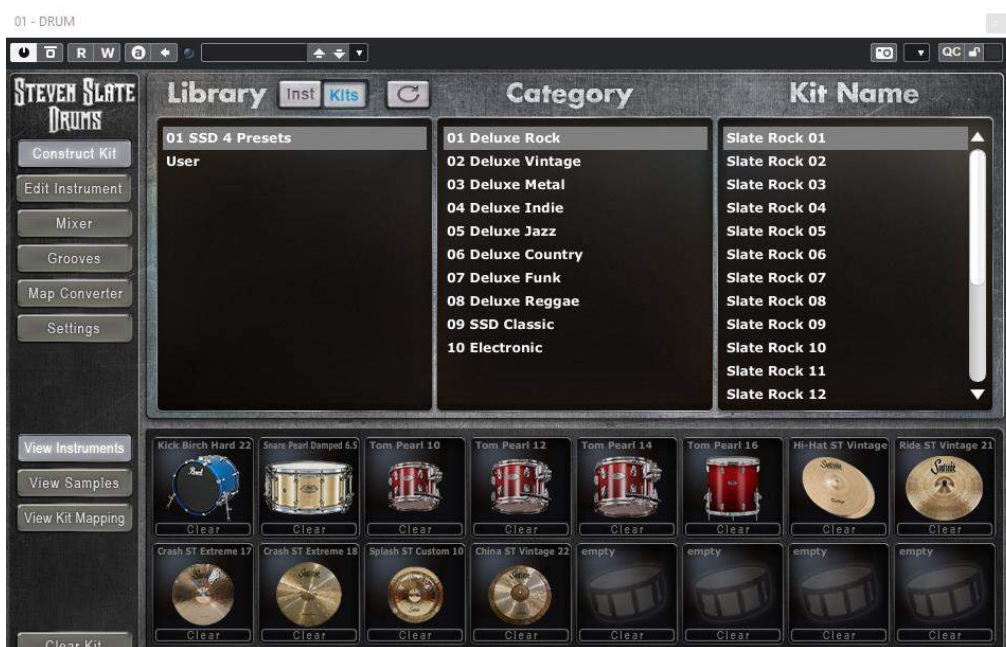 01 - DRUM
R W a QC
STEVEN SLATE
DRUMS
Library Inst Kits Category Kit Name
Construct Kit
Edit Instrument
Mixer
Grooves
Map Converter
Settings
01 SSD 4 Presets
User
01 Deluxe Rock
02 Deluxe Vintage
03 Deluxe Metal
04 Deluxe Indie
05 Deluxe Jazz
06 Deluxe Country
07 Deluxe Funk
08 Deluxe Reggae
09 SSD Classic
10 Electronic
Slate Rock 01
Slate Rock 02
Slate Rock 03
Slate Rock 04
Slate Rock 05
Slate Rock 06
Slate Rock 07
Slate Rock 08
Slate Rock 09
Slate Rock 10
Slate Rock 11
Slate Rock 12
View Instruments
View Samples
View Kit Mapping
Clear Kit
Kick Birch Hard 22 Snare Pearl Damped 6.5 Tom Pearl 10 Tom Pearl 12 Tom Pearl 14 Tom Pearl 16 Hi-Hat ST Vintage Ride ST Vintage 21
Clear Clear Clear Clear Clear Clear Clear Clear
Crash ST Extreme 17 Crash ST Extreme 18 Splash ST Custom 10 China ST Vintage 22 empty empty empty empty
Clear Clear Clear Clear Clear Clear Clear Clear